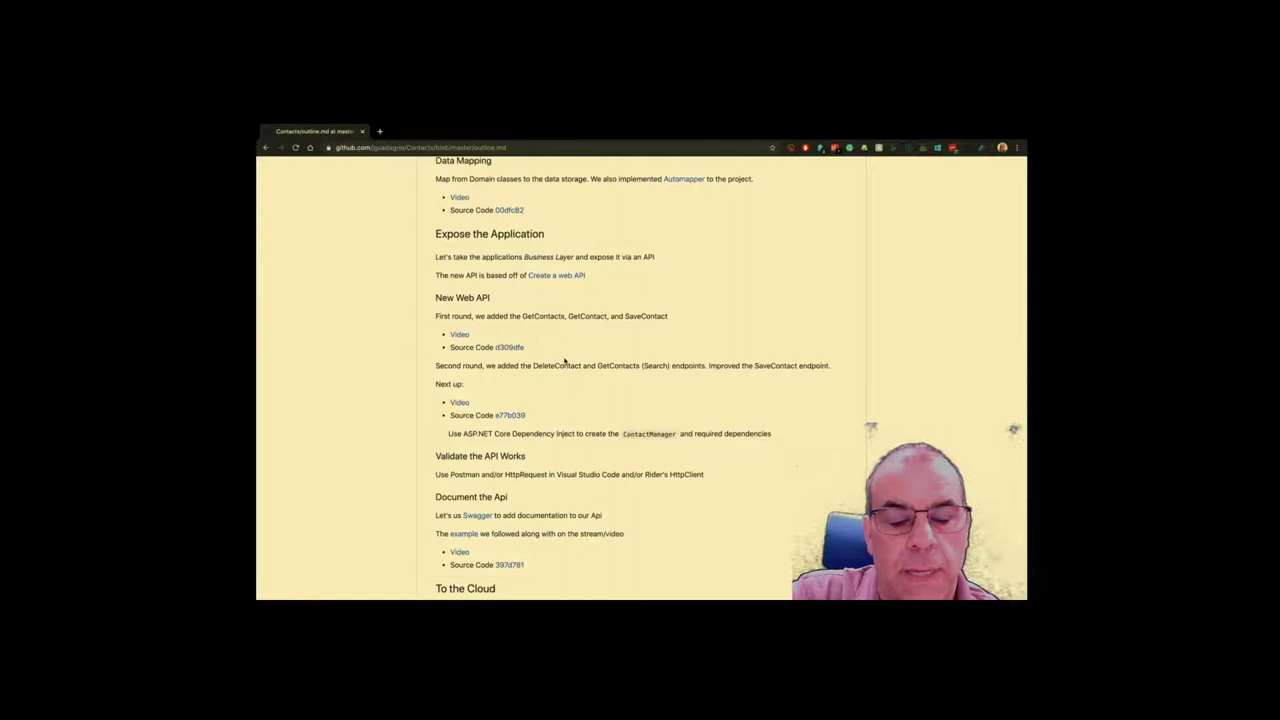 Contacts/outline.md at master
github.com/jguadagno/Contacts/blob/master/outline.md
Data Mapping
Map from Domain classes to the data storage. We also implemented Automapper to the project.
Video
Source Code 00dfc82
Expose the Application
Let's take the applications Business Layer and expose it via an API
The new API is based off of Create a web API
New Web API
First round, we added the GetContacts, GetContact, and SaveContact
Video
Source Code d309dfe
Second round, we added the DeleteContact and GetContacts (Search) endpoints. Improved the SaveContact endpoint.
Next up:
Video
Source Code e77b039
Use ASP.NET Core Dependency Inject to create the ContactManager and required dependencies
Validate the API Works
Use Postman and/or HttpRequest in Visual Studio Code and/or Rider's HttpClient
Document the Api
Let's us Swagger to add documentation to our Api
The example we followed along with on the stream/video
Video
Source Code 397d781
To the Cloud